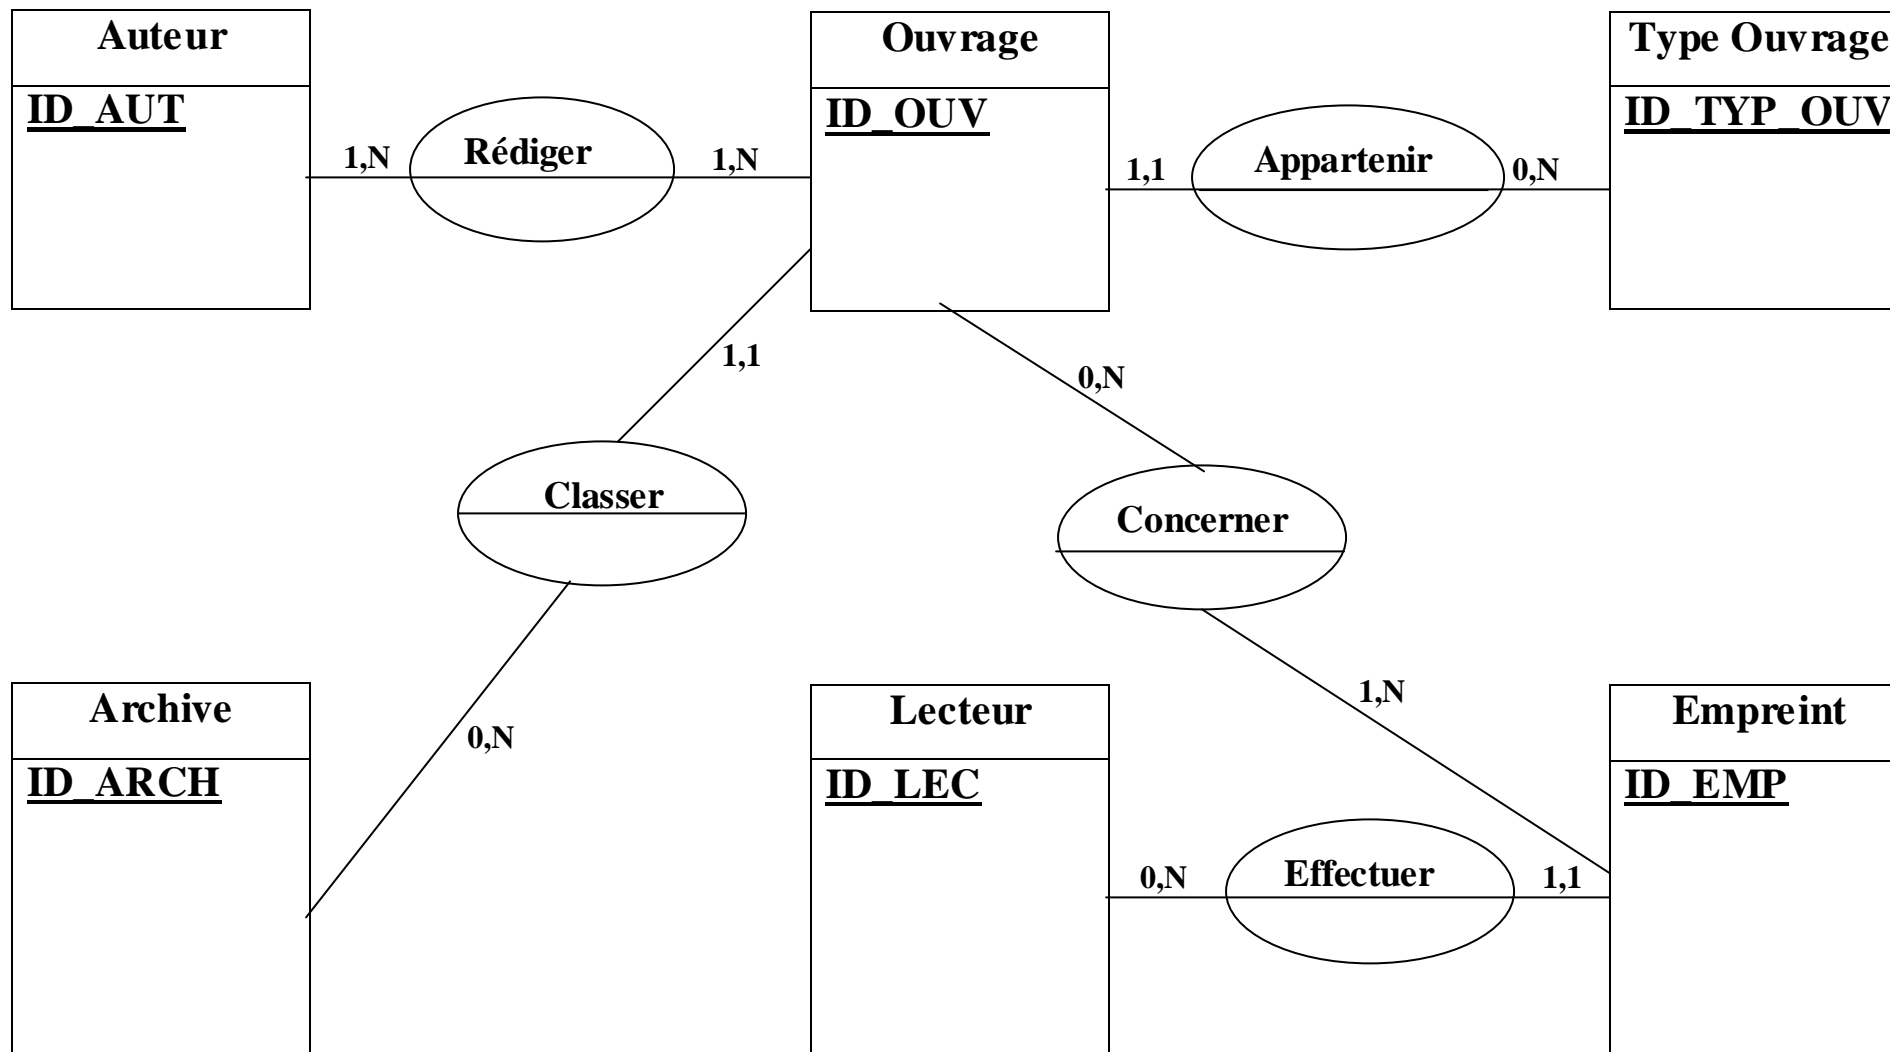 Auteur
Ouvrage
Type Ouvrage
ID_AUT
ID_OUV
ID_TYP_OUV
1,N
Rédiger
1,N
1,1
Appartenir
0,N
1,1
0,N
Classer
Concerner
0,N
1,N
Archive
Lecteur
Empreint
ID_ARCH
ID_LEC
ID_EMP
0,N
Effectuer
1,1